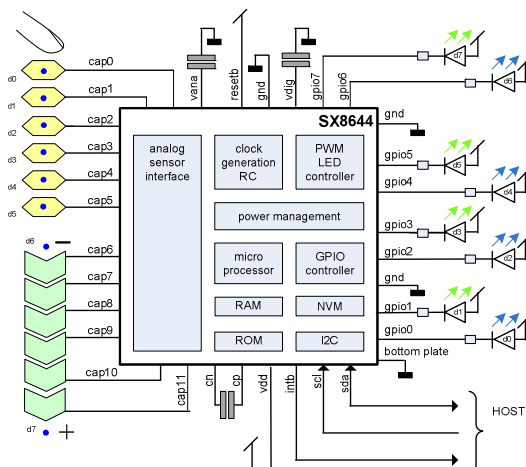 vana
resetb
gnd
vdig
gpio7
gpio6
d7
d6
SX8644
gnd
d0
cap0
d1
cap1
d2
cap2
d3
cap3
d4
cap4
d5
cap5
analog
sensor
interface
clock
generation
RC
PWM
LED
controller
power management
micro
processor
GPIO
controller
RAM
NVM
ROM
I2C
gpio5
d5
gpio4
d4
gpio3
d3
gpio2
d2
gnd
gpio1
d1
gpio0
d0
bottom plate
d6
−
cap6
cap7
cap8
cap9
cap10
cap11
d7
+
cn
cp
vdd
intb
scl
sda
HOST